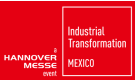 a
HANNOVER
MESSE
event
Industrial
Transformation
MEXICO